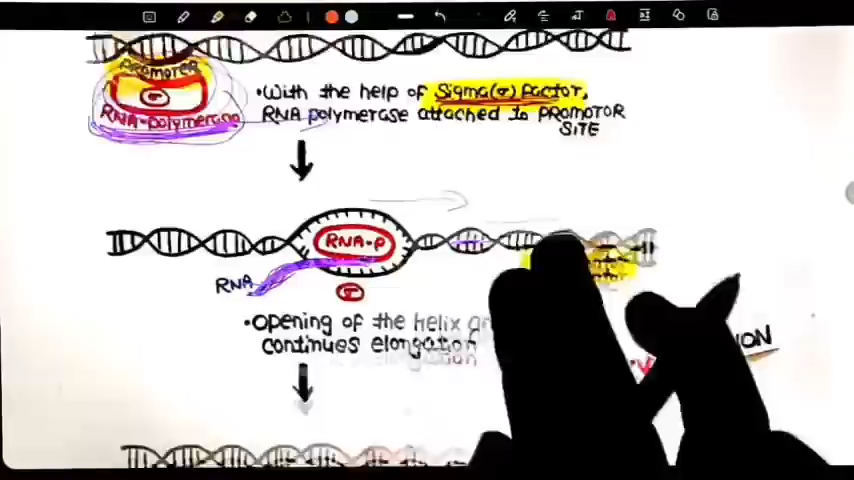 PROMOTER
σ
RNA-polymerase
•With the help of Sigma(σ) factor,
RNA polymerase attached to PROMOTOR
SITE
RNA-P
RNA
σ
•Opening of the helix
continues elongation